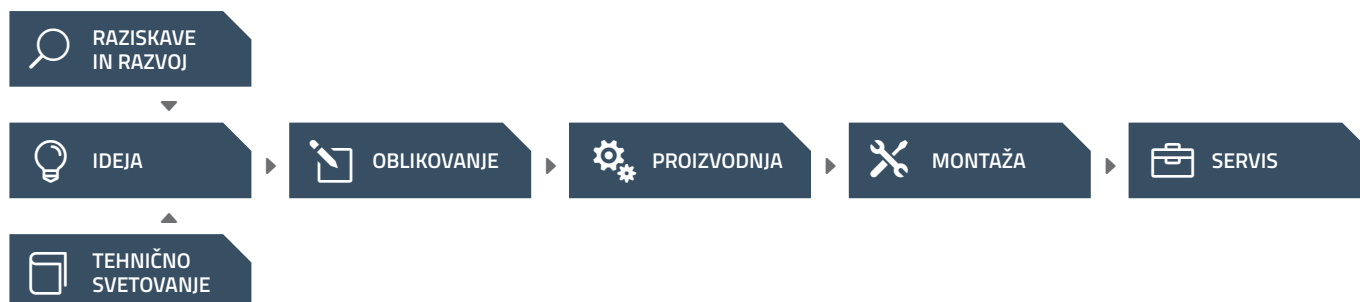 RAZISKAVE
IN RAZVOJ
IDEJA
OBLIKOVANJE
PROIZVODNJA
MONTAŽA
SERVIS
TEHNIČNO
SVETOVANJE